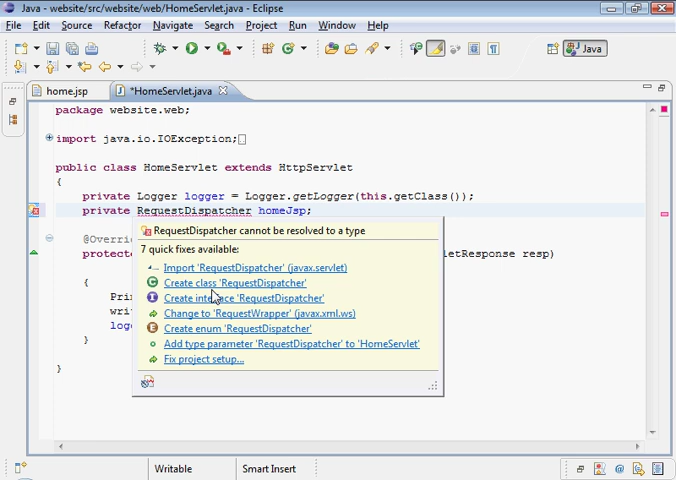 Java - website/src/website/web/HomeServlet.java - Eclipse
File Edit Source Refactor Navigate Search Project Run Window Help
Java
home.jsp *HomeServlet.java
package website.web;
import java.io.IOException;
public class HomeServlet extends HttpServlet
{
private Logger logger = Logger.getLogger(this.getClass());
private RequestDispatcher homeJsp;
RequestDispatcher cannot be resolved to a type
@Overri
7 quick fixes available:
protecte
letResponse resp)
Import 'RequestDispatcher' (javax.servlet)
{
Create class 'RequestDispatcher'
Prin
Create interface 'RequestDispatcher'
wri
Change to 'RequestWrapper' (javax.xml.ws)
log
Create enum 'RequestDispatcher'
}
Add type parameter 'RequestDispatcher' to 'HomeServlet'
Fix project setup...
}
Writable Smart Insert